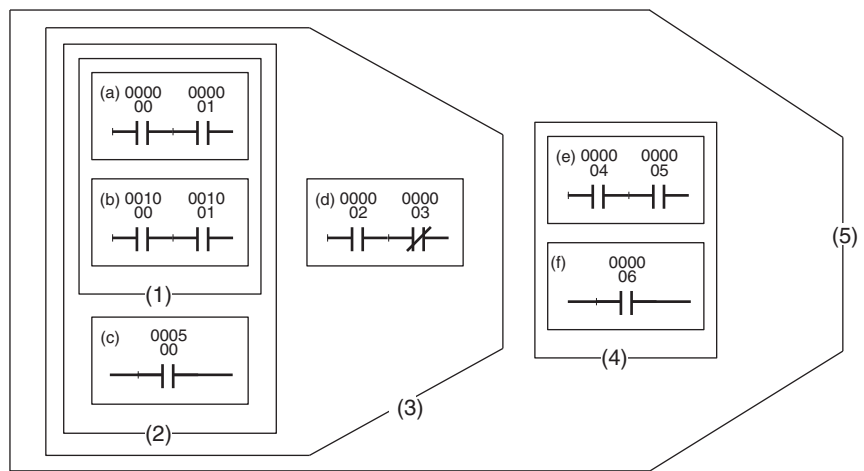 (a) 0000 0000
00 01
(b) 0010 0010
00 01
(1)
(c) 0005
00
(2)
(d) 0000 0000
02 03
(3)
(e) 0000 0000
04 05
(f) 0000
06
(4)
(5)